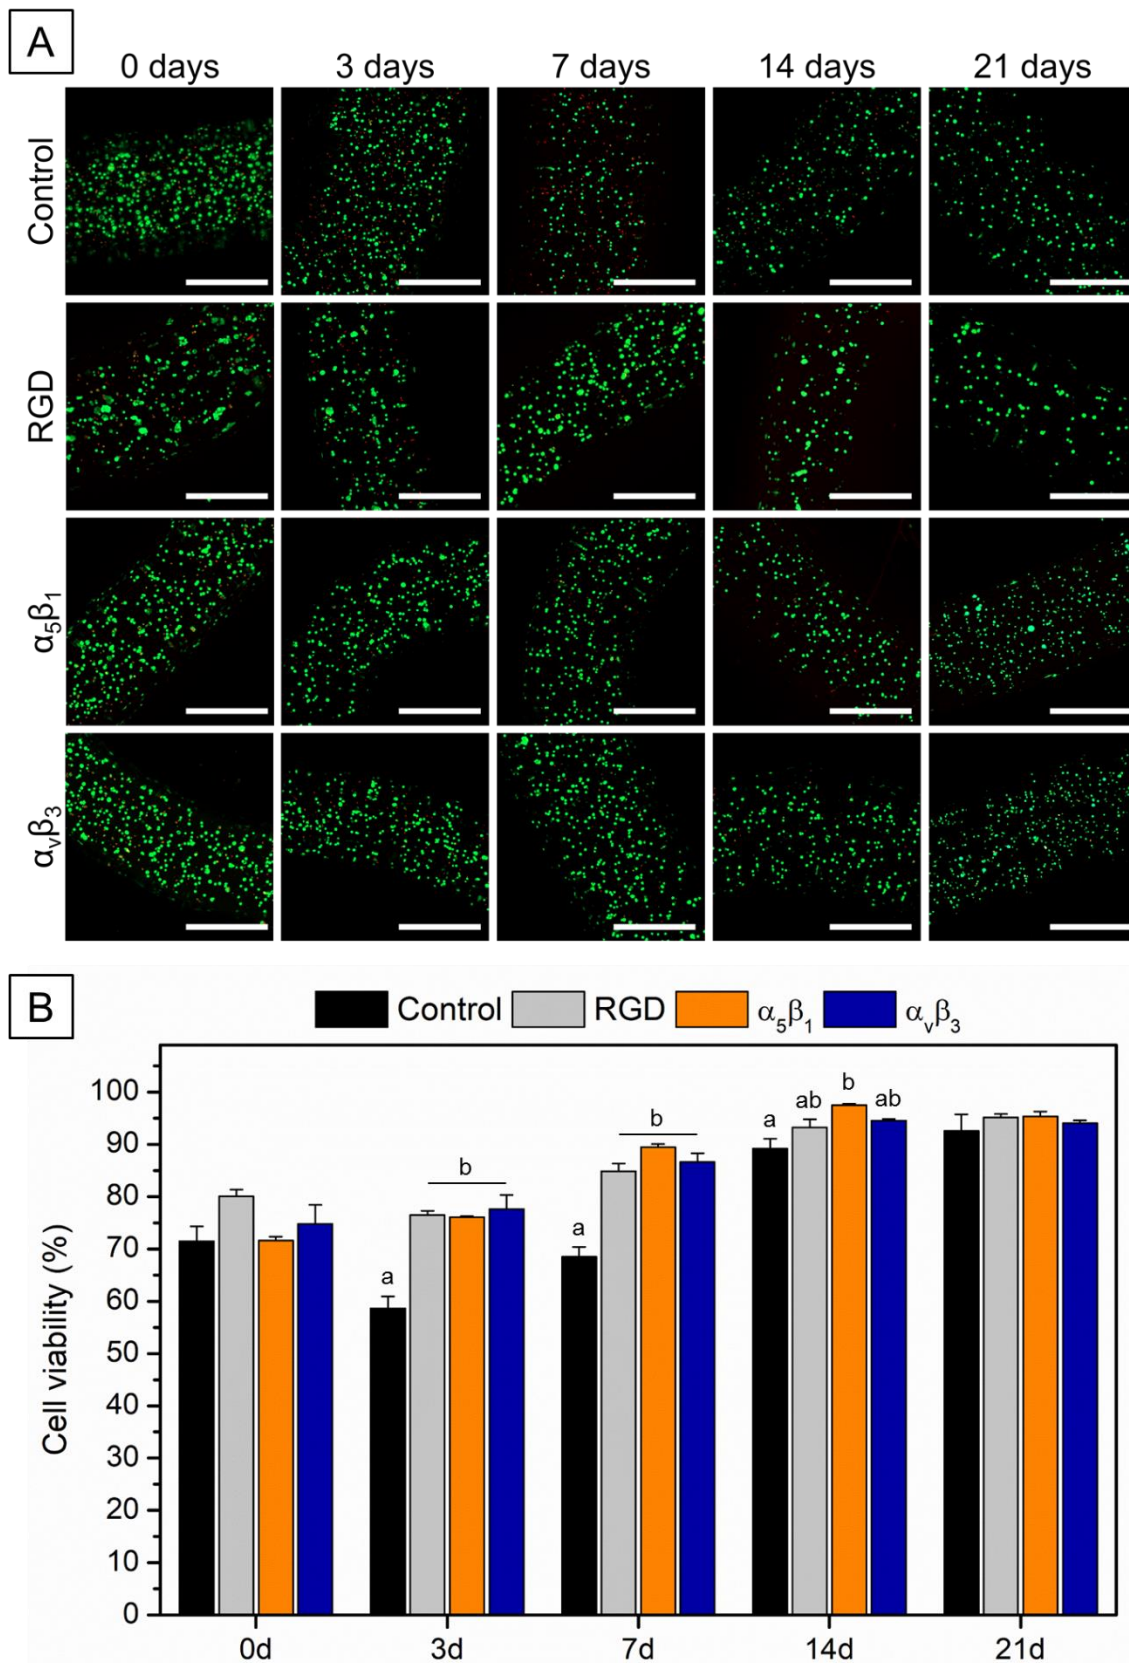 A
0 days 3 days 7 days 14 days 21 days
Control
RGD
α₅β₁
αᵥβ₃
B
Control RGD α₅β₁ αᵥβ₃
Cell viability (%)
100
90
80
70
60
50
40
30
20
10
0
a b
a b
a ab b ab
0d 3d 7d 14d 21d